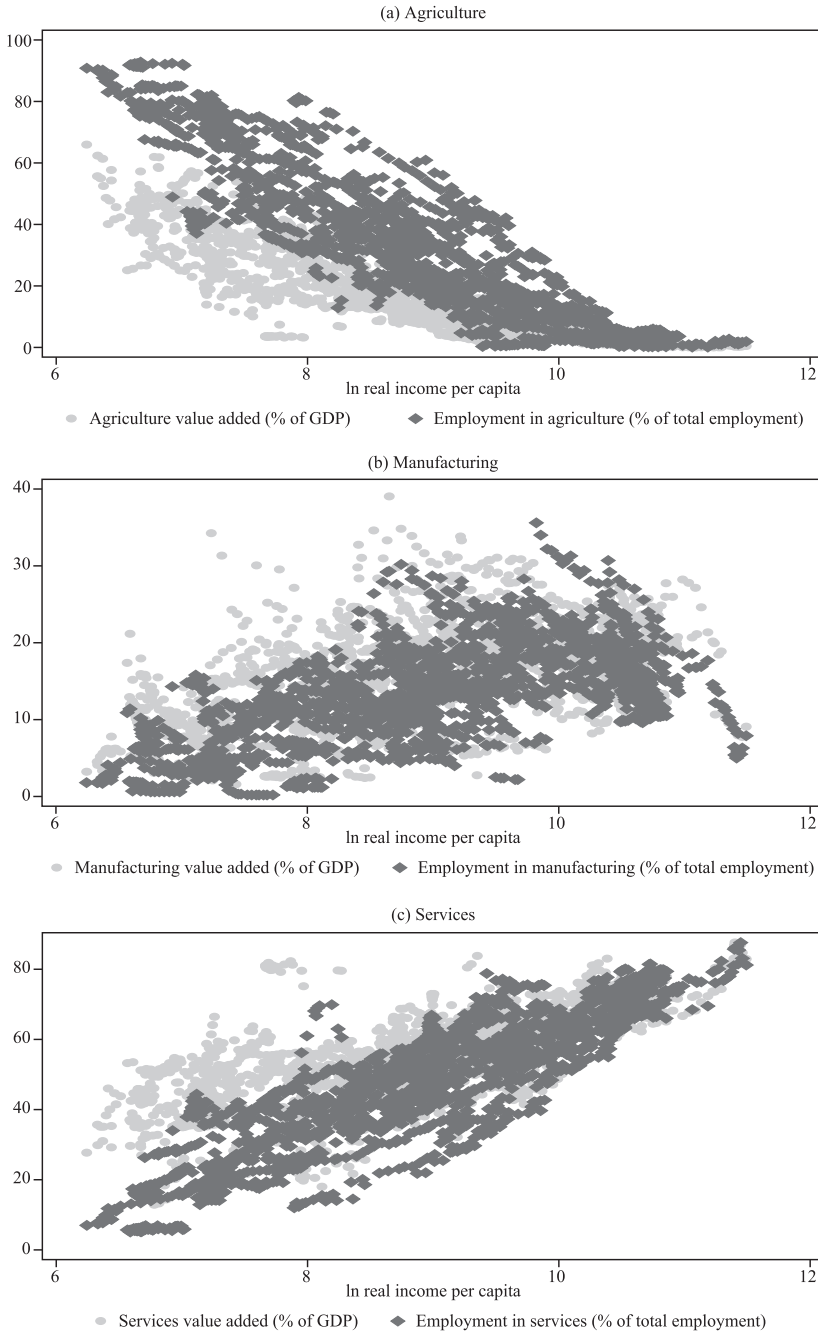 (a) Agriculture
100
80
60
40
20
0
6 8 10 12
ln real income per capita
Agriculture value added (% of GDP) Employment in agriculture (% of total employment)
(b) Manufacturing
40
30
20
10
0
6 8 10 12
ln real income per capita
Manufacturing value added (% of GDP) Employment in manufacturing (% of total employment)
(c) Services
80
60
40
20
0
6 8 10 12
ln real income per capita
Services value added (% of GDP) Employment in services (% of total employment)